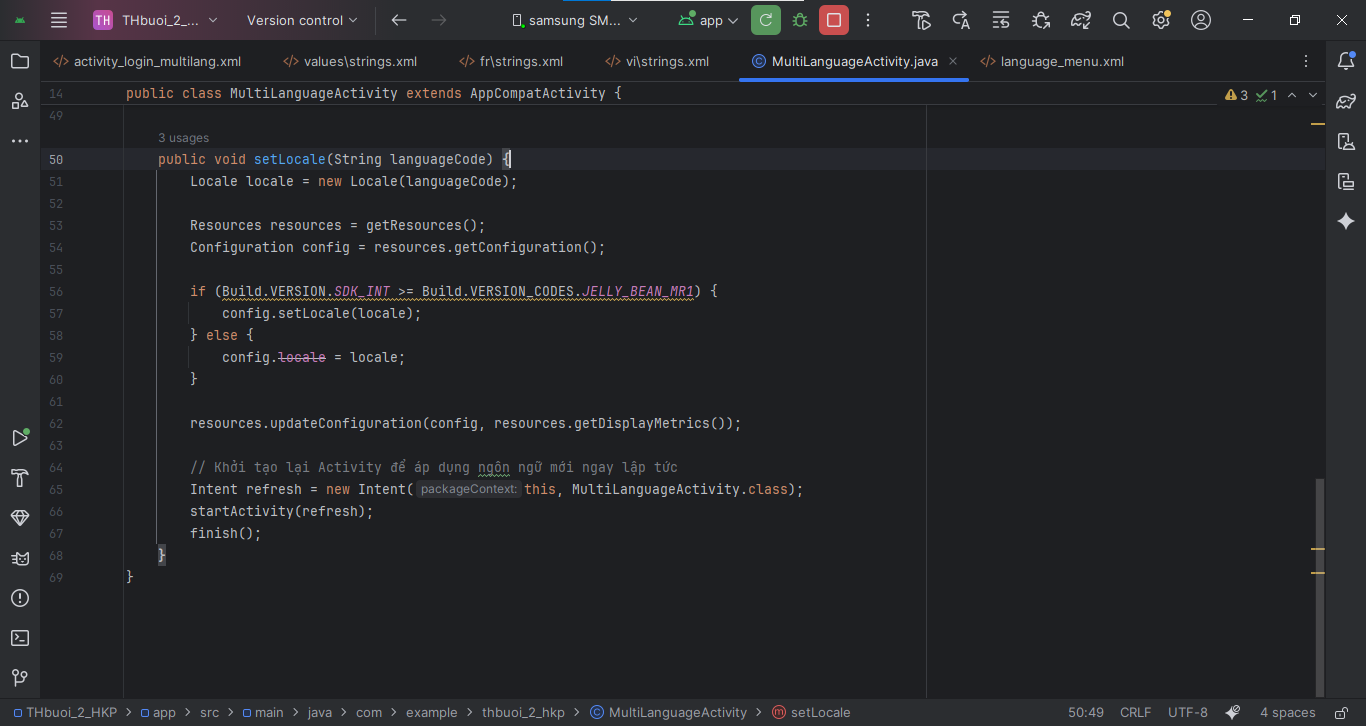 TH THbuoi_2_... Version control samsung SM... app
activity_login_multilang.xml values\strings.xml fr\strings.xml vi\strings.xml MultiLanguageActivity.java language_menu.xml
14 public class MultiLanguageActivity extends AppCompatActivity { 3 1
49
3 usages
50 public void setLocale(String languageCode) {
51 Locale locale = new Locale(languageCode);
52
53 Resources resources = getResources();
54 Configuration config = resources.getConfiguration();
55
56 if (Build.VERSION.SDK_INT >= Build.VERSION_CODES.JELLY_BEAN_MR1) {
57 config.setLocale(locale);
58 } else {
59 config.locale = locale;
60 }
61
62 resources.updateConfiguration(config, resources.getDisplayMetrics());
63
64 // Khởi tạo lại Activity để áp dụng ngôn ngữ mới ngay lập tức
65 Intent refresh = new Intent( packageContext: this, MultiLanguageActivity.class);
66 startActivity(refresh);
67 finish();
68 }
69 }
THbuoi_2_HKP > app > src > main > java > com > example > thbuoi_2_hkp > MultiLanguageActivity > setLocale 50:49 CRLF UTF-8 4 spaces